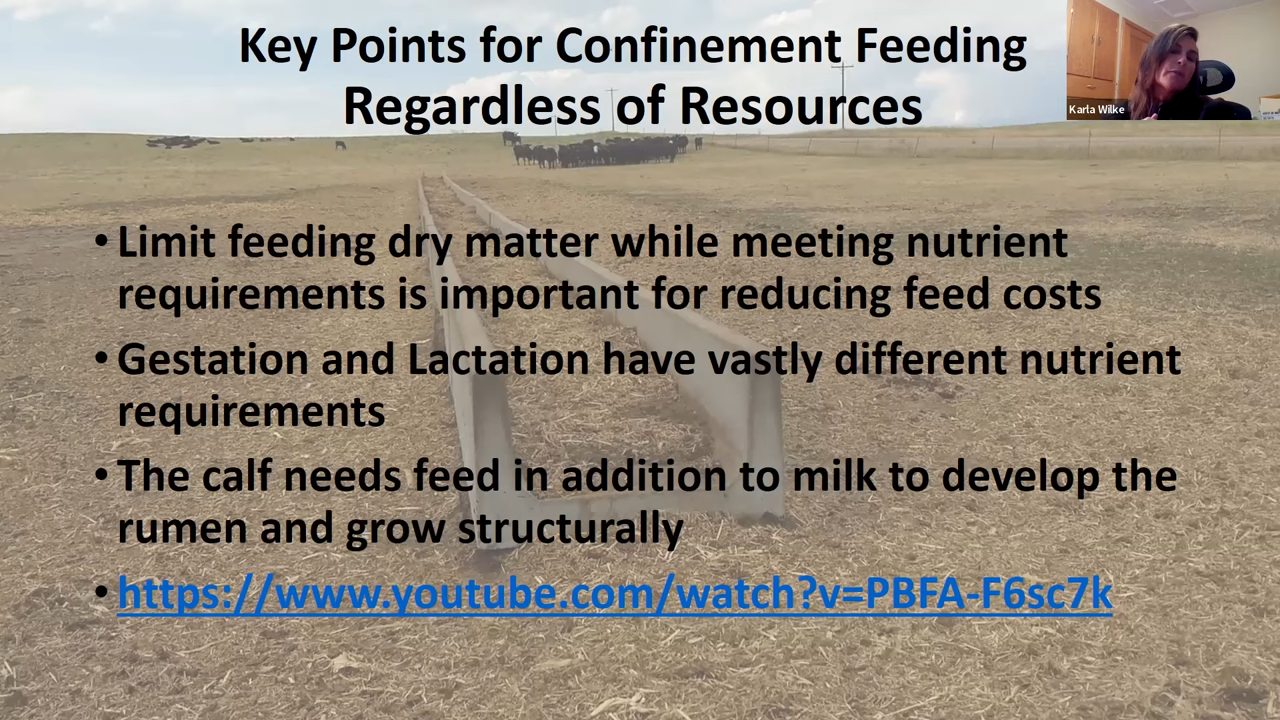 Key Points for Confinement Feeding
Regardless of Resources
Karla Wilke
• Limit feeding dry matter while meeting nutrient
requirements is important for reducing feed costs
• Gestation and Lactation have vastly different nutrient
requirements
• The calf needs feed in addition to milk to develop the
rumen and grow structurally
• https://www.youtube.com/watch?v=PBFA-F6sc7k